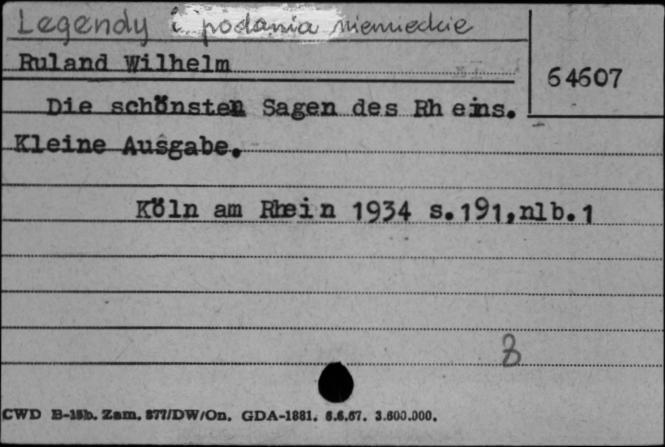 Legendy i podania niemieckie
Ruland Wilhelm
64607
Die schönsten Sagen des Rheins.
Kleine Ausgabe.
Köln am Rhein 1934 s.191,nlb.1
CWD B-15b. Zam. 877/DW/On. GDA-1881. 6.6.67. 3.600.000.